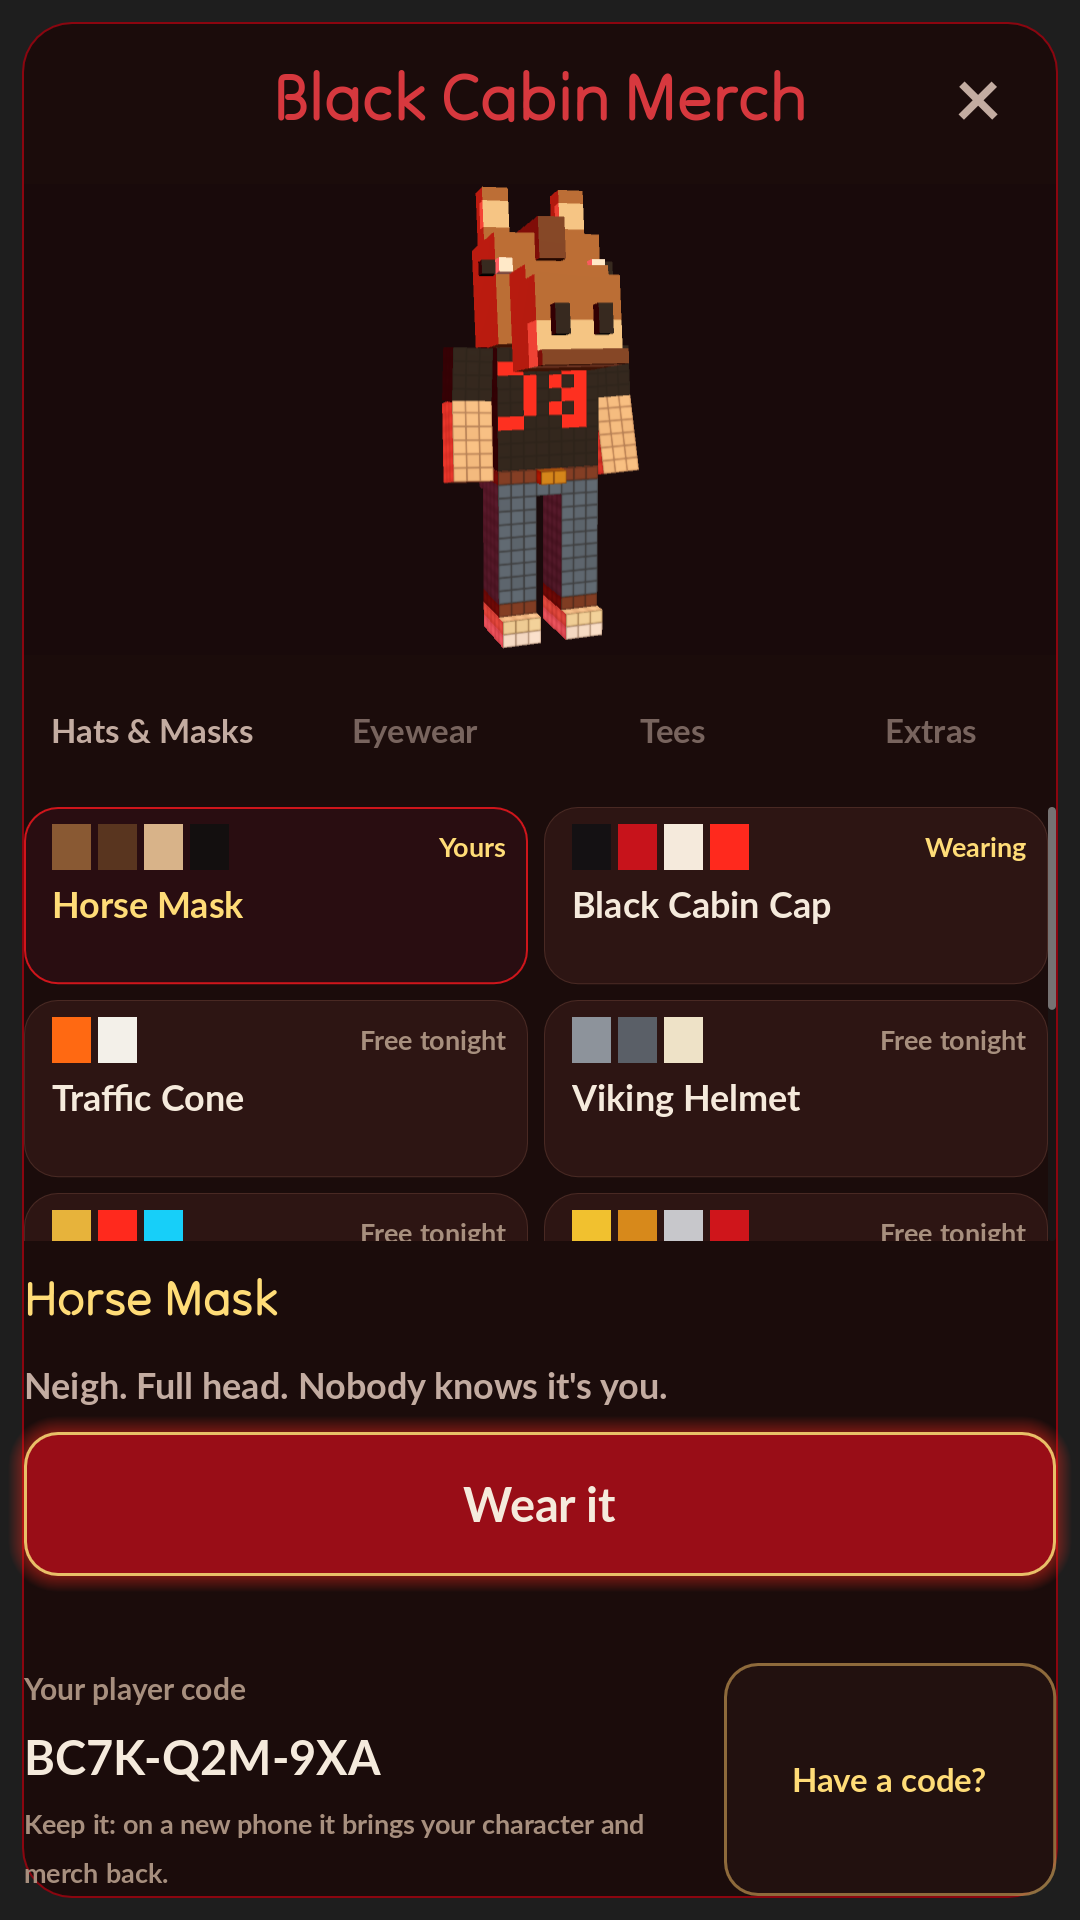 Black Cabin Merch
Hats & Masks
Eyewear
Tees
Extras
Yours
Horse Mask
Wearing
Black Cabin Cap
Free tonight
Traffic Cone
Free tonight
Viking Helmet
Free tonight
Free tonight
Horse Mask
Neigh. Full head. Nobody knows it's you.
Wear it
Your player code
BC7K-Q2M-9XA
Keep it: on a new phone it brings your character and
merch back.
Have a code?